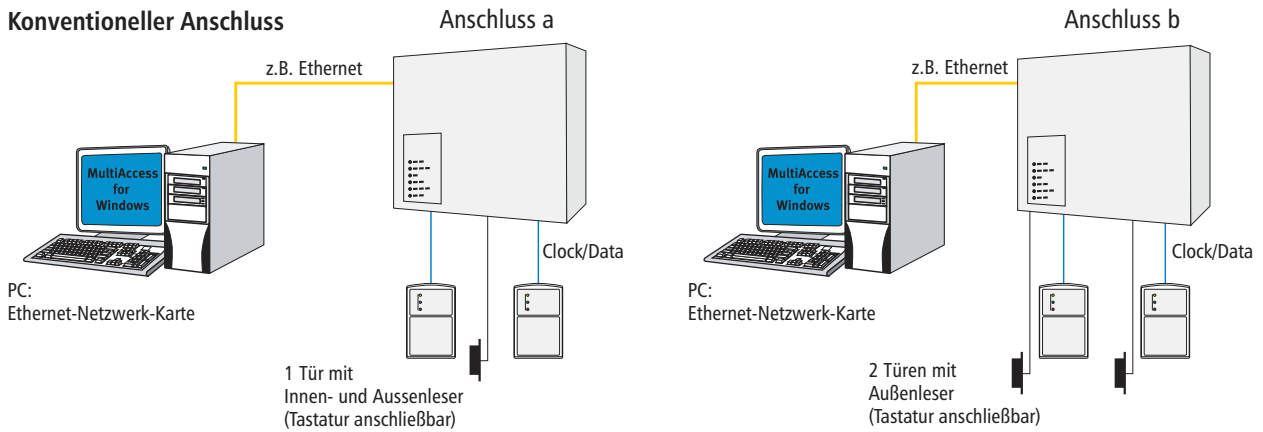 Konventioneller Anschluss
Anschluss a
z.B. Ethernet
MultiAccess
for
Windows
Clock/Data
PC:
Ethernet-Netzwerk-Karte
1 Tür mit
Innen- und Aussenleser
(Tastatur anschließbar)
Anschluss b
z.B. Ethernet
MultiAccess
for
Windows
Clock/Data
PC:
Ethernet-Netzwerk-Karte
2 Türen mit
Außenleser
(Tastatur anschließbar)